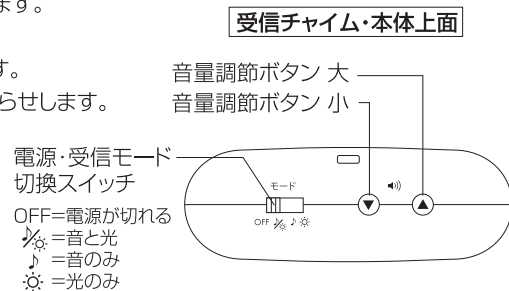 ます。
受信チャイム・本体上面
す。
らせします。
音量調節ボタン 大
音量調節ボタン 小
電源・受信モード
切換スイッチ
OFF=電源が切れる
=音と光
♪=音のみ
=光のみ
モード
OFF
♪